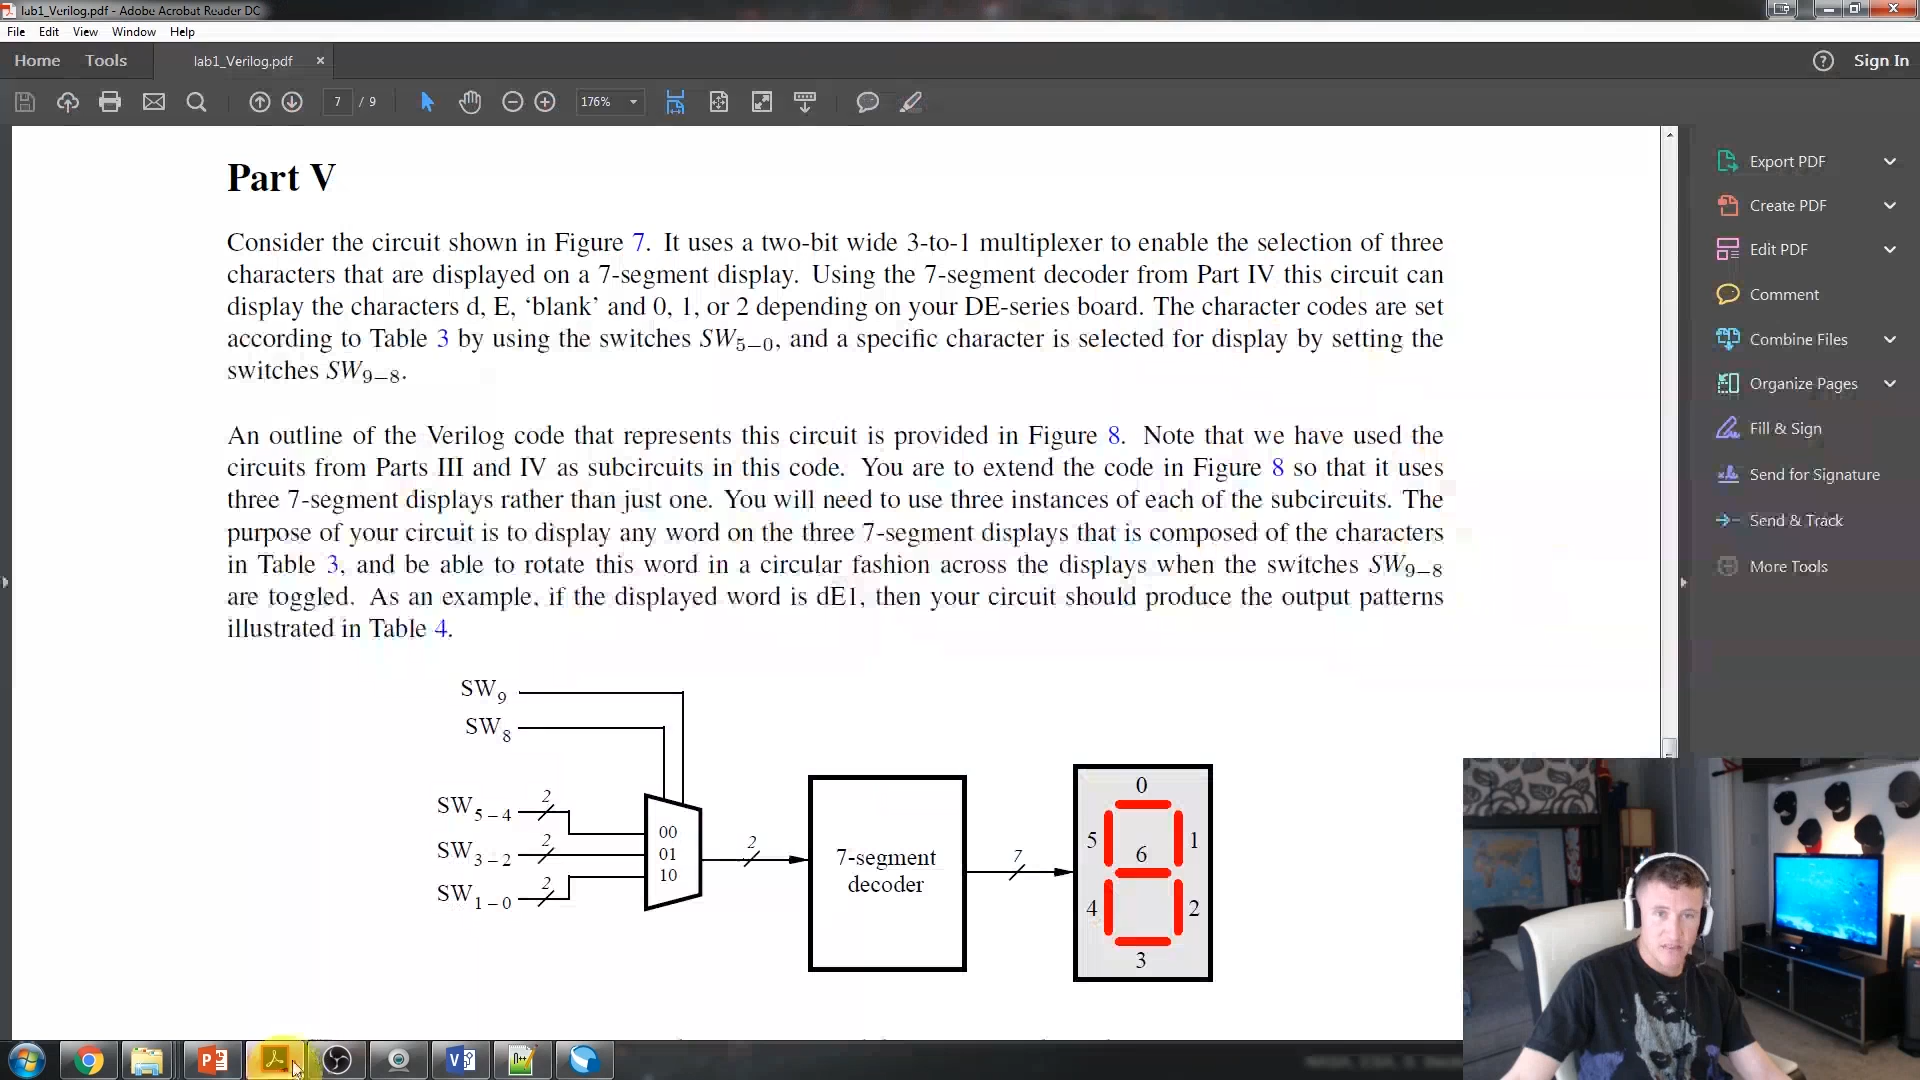 lab1_Verilog.pdf - Adobe Acrobat Reader DC
File Edit View Window Help
Home Tools lab1_Verilog.pdf × ? Sign In
7 / 9 176%
Part V
Consider the circuit shown in Figure 7. It uses a two-bit wide 3-to-1 multiplexer to enable the selection of three
characters that are displayed on a 7-segment display. Using the 7-segment decoder from Part IV this circuit can
display the characters d, E, ‘blank’ and 0, 1, or 2 depending on your DE-series board. The character codes are set
according to Table 3 by using the switches SW5−0, and a specific character is selected for display by setting the
switches SW9−8.
An outline of the Verilog code that represents this circuit is provided in Figure 8. Note that we have used the
circuits from Parts III and IV as subcircuits in this code. You are to extend the code in Figure 8 so that it uses
three 7-segment displays rather than just one. You will need to use three instances of each of the subcircuits. The
purpose of your circuit is to display any word on the three 7-segment displays that is composed of the characters
in Table 3, and be able to rotate this word in a circular fashion across the displays when the switches SW9−8
are toggled. As an example, if the displayed word is dE1, then your circuit should produce the output patterns
illustrated in Table 4.
SW9
SW8
SW5 – 4 2
SW3 – 2 2
SW1 – 0 2
00
01
10
2
7-segment
decoder
7
0
5 1
6
4 2
3
Export PDF
Create PDF
Edit PDF
Comment
Combine Files
Organize Pages
Fill & Sign
Send for Signature
Send & Track
More Tools